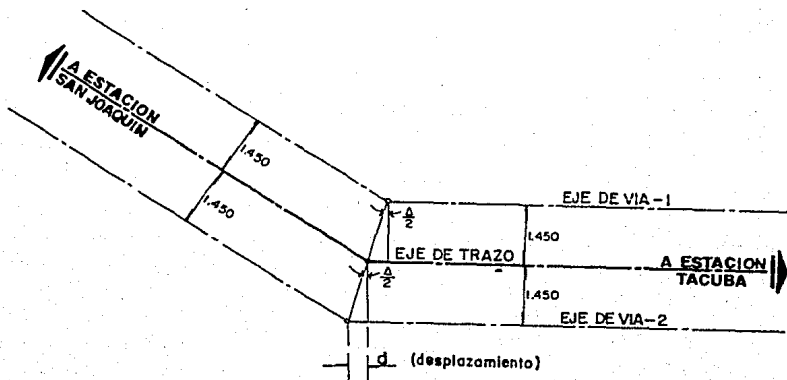 A ESTACION
SAN JOAQUIN
1.450
1.450
Δ/2
EJE DE VIA-1
1.450
EJE DE TRAZO
A ESTACION
TACUBA
Δ/2
1.450
EJE DE VIA-2
d (desplazamiento)